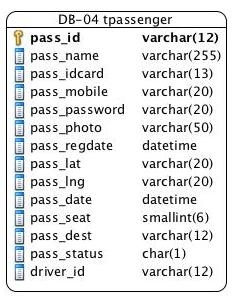 DB-04 tpassenger
pass_id varchar(12)
pass_name varchar(255)
pass_idcard varchar(13)
pass_mobile varchar(20)
pass_password varchar(20)
pass_photo varchar(50)
pass_regdate datetime
pass_lat varchar(20)
pass_lng varchar(20)
pass_date datetime
pass_seat smallint(6)
pass_dest varchar(12)
pass_status char(1)
driver_id varchar(12)